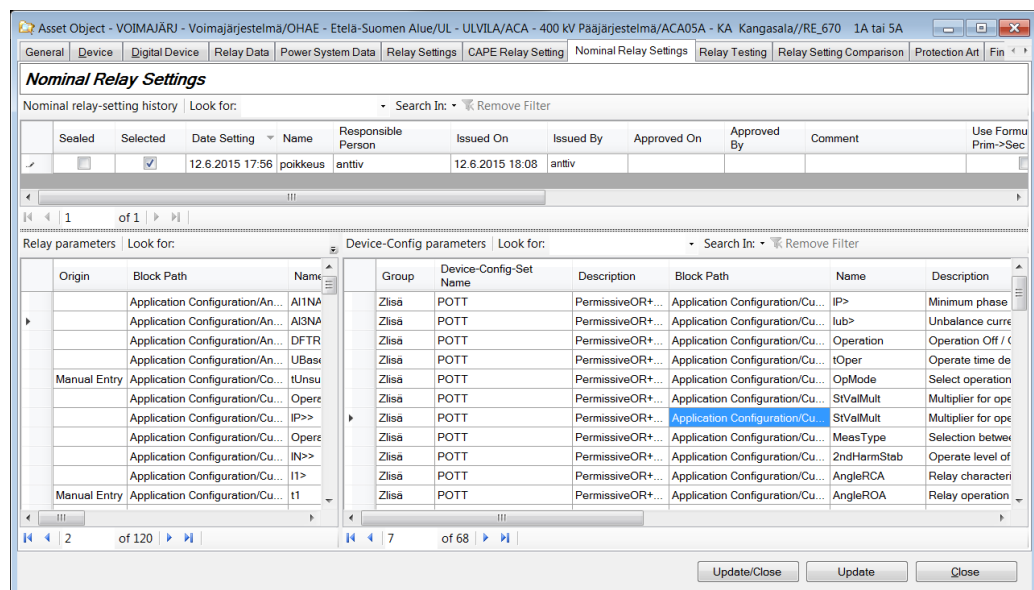 Asset Object - VOIMAJÄRJ - Voimajärjestelmä/OHAE - Etelä-Suomen Alue/UL - ULVILA/ACA - 400 kV Pääjärjestelmä/ACA05A - KA Kangasala//RE_670 1A tai 5A
General Device Digital Device Relay Data Power System Data Relay Settings CAPE Relay Setting Nominal Relay Settings Relay Testing Relay Setting Comparison Protection Art Fin
Nominal Relay Settings
Nominal relay-setting history Look for: Search In: Remove Filter
Sealed Selected Date Setting Name Responsible Person Issued On Issued By Approved On Approved By Comment Use Formu Prim->Sec
12.6.2015 17:56 poikkeus anttiv 12.6.2015 18:08 anttiv
1 of 1
Relay parameters Look for: Device-Config parameters Look for: Search In: Remove Filter
Origin Block Path Name Group Device-Config-Set Name Description Block Path Name Description
Application Configuration/An... AI1NA Zlisä POTT PermissiveOR+... Application Configuration/Cu... IP> Minimum phase
Application Configuration/An... AI3NA Zlisä POTT PermissiveOR+... Application Configuration/Cu... Iub> Unbalance curre
Application Configuration/An... DFTR Zlisä POTT PermissiveOR+... Application Configuration/Cu... Operation Operation Off / O
Application Configuration/An... UBase Zlisä POTT PermissiveOR+... Application Configuration/Cu... tOper Operate time de
Manual Entry Application Configuration/Co... tUnsu Zlisä POTT PermissiveOR+... Application Configuration/Cu... OpMode Select operation
Application Configuration/Cu... Opera Zlisä POTT PermissiveOR+... Application Configuration/Cu... StValMult Multiplier for ope
Application Configuration/Cu... IP>> Zlisä POTT PermissiveOR+... Application Configuration/Cu... StValMult Multiplier for ope
Application Configuration/Cu... Opera Zlisä POTT PermissiveOR+... Application Configuration/Cu... MeasType Selection betwee
Application Configuration/Cu... IN>> Zlisä POTT PermissiveOR+... Application Configuration/Cu... 2ndHarmStab Operate level of
Application Configuration/Cu... I1> Zlisä POTT PermissiveOR+... Application Configuration/Cu... AngleRCA Relay characteri
Manual Entry Application Configuration/Cu... t1 Zlisä POTT PermissiveOR+... Application Configuration/Cu... AngleROA Relay operation
2 of 120 7 of 68
Update/Close Update Close